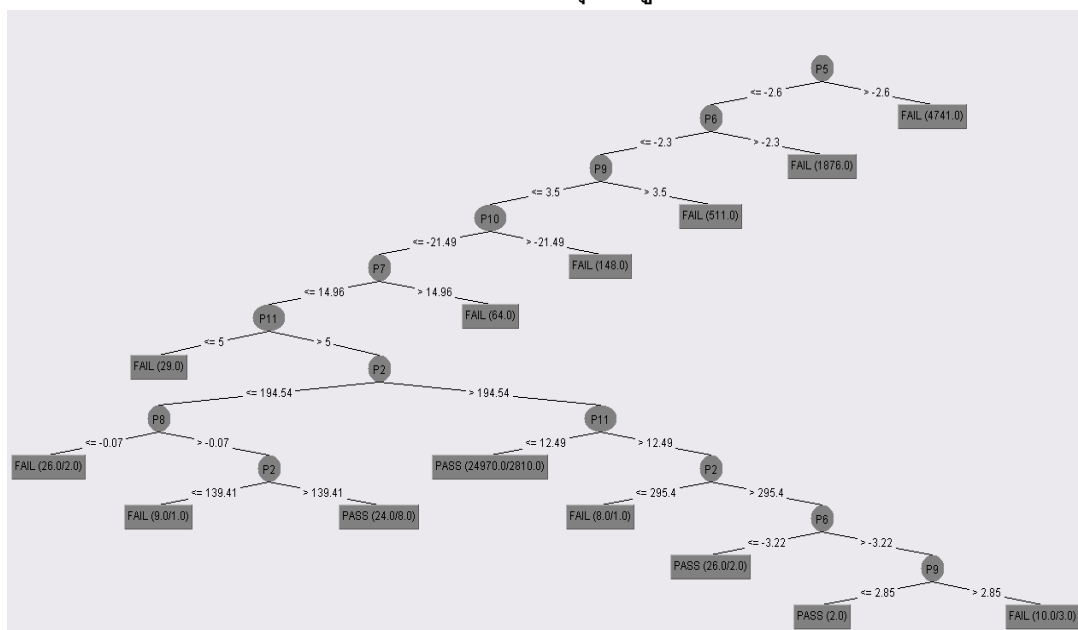 P5
<= -2.6 > -2.6
P6 FAIL (4741.0)
<= -2.3 > -2.3
P9 FAIL (1876.0)
<= 3.5 > 3.5
P10 FAIL (511.0)
<= -21.49 > -21.49
P7 FAIL (148.0)
<= 14.96 > 14.96
P11 FAIL (64.0)
<= 5 > 5
FAIL (29.0) P2
<= 194.54 > 194.54
P8 P11
<= -0.07 > -0.07 <= 12.49 > 12.49
FAIL (26.0/2.0) P2 PASS (24970.0/2810.0) P2
<= 139.41 > 139.41 <= 295.4 > 295.4
FAIL (9.0/1.0) PASS (24.0/8.0) FAIL (8.0/1.0) P6
<= -3.22 > -3.22
PASS (26.0/2.0) P9
<= 2.85 > 2.85
PASS (2.0) FAIL (10.0/3.0)